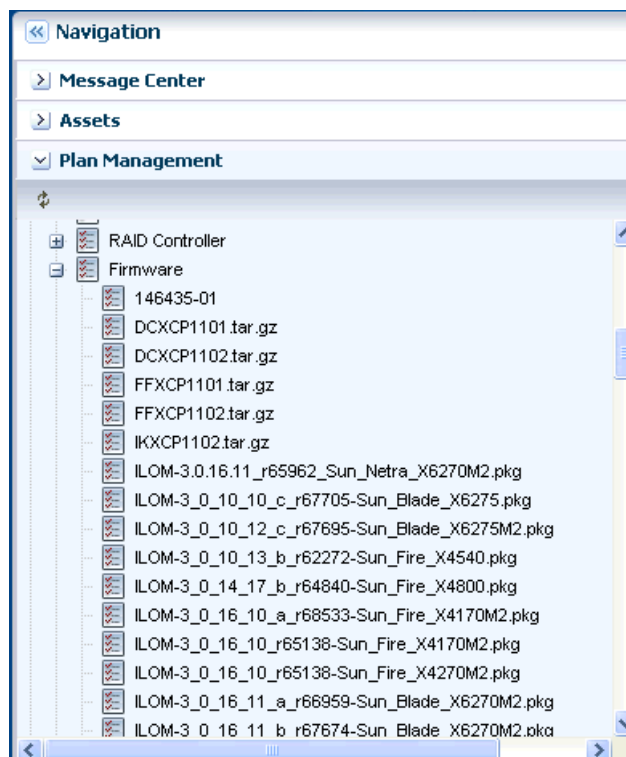 Navigation
Message Center
Assets
Plan Management
RAID Controller
Firmware
146435-01
DCXCP1101.tar.gz
DCXCP1102.tar.gz
FFXCP1101.tar.gz
FFXCP1102.tar.gz
IKXCP1102.tar.gz
ILOM-3.0.16.11_r65962_Sun_Netra_X6270M2.pkg
ILOM-3_0_10_10_c_r67705-Sun_Blade_X6275.pkg
ILOM-3_0_10_12_c_r67695-Sun_Blade_X6275M2.pkg
ILOM-3_0_10_13_b_r62272-Sun_Fire_X4540.pkg
ILOM-3_0_14_17_b_r64840-Sun_Fire_X4800.pkg
ILOM-3_0_16_10_a_r68533-Sun_Fire_X4170M2.pkg
ILOM-3_0_16_10_r65138-Sun_Fire_X4170M2.pkg
ILOM-3_0_16_10_r65138-Sun_Fire_X4270M2.pkg
ILOM-3_0_16_11_a_r66959-Sun_Blade_X6270M2.pkg
ILOM-3_0_16_11_b_r67674-Sun_Blade_X6270M2.pkg